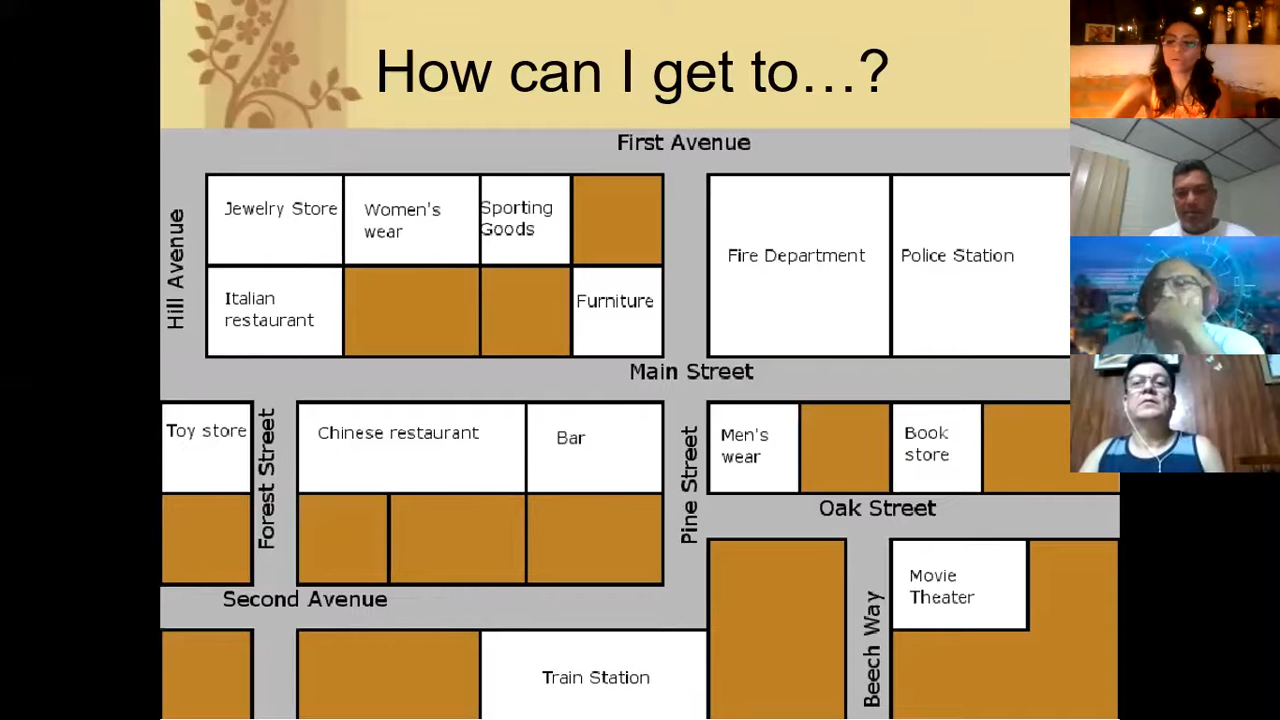 How can I get to…?
First Avenue
Hill Avenue
Jewelry Store
Women's
wear
Sporting
Goods
Fire Department
Police Station
Italian
restaurant
Furniture
Main Street
Toy store
Forest Street
Chinese restaurant
Bar
Pine Street
Men's
wear
Book
store
Oak Street
Second Avenue
Movie
Theater
Beech Way
Train Station